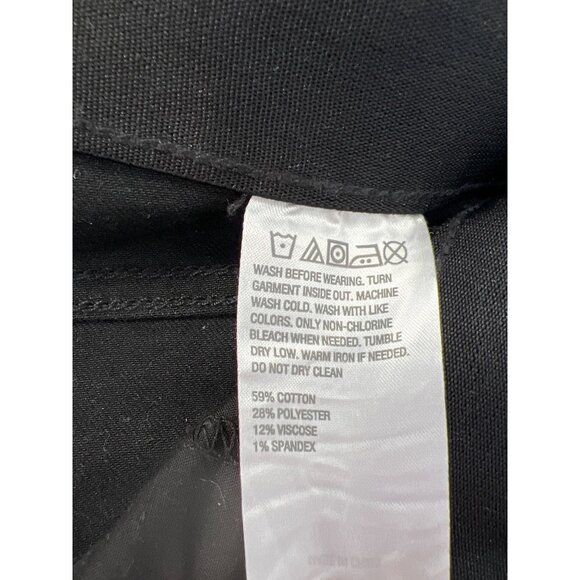 WASH BEFORE WEARING. TURN
GARMENT INSIDE OUT. MACHINE
WASH COLD. WASH WITH LIKE
COLORS. ONLY NON-CHLORINE
BLEACH WHEN NEEDED. TUMBLE
DRY LOW. WARM IRON IF NEEDED.
DO NOT DRY CLEAN
59% COTTON
28% POLYESTER
12% VISCOSE
1% SPANDEX